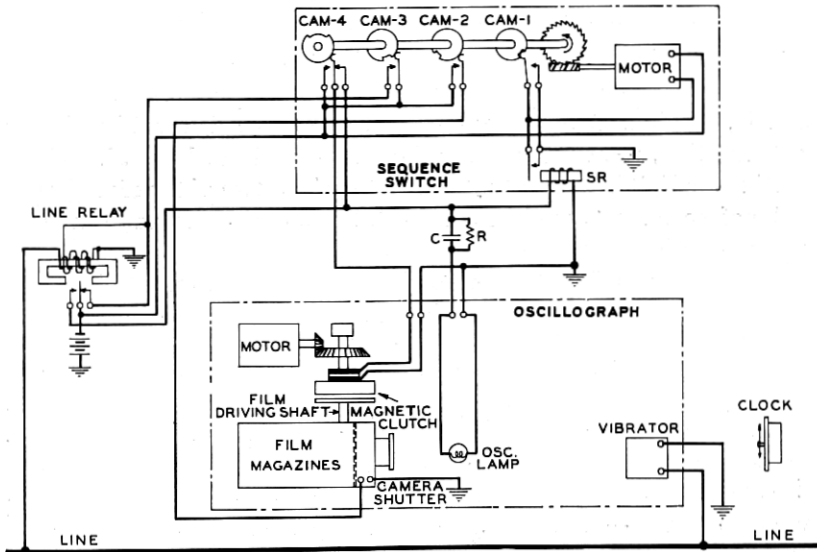 CAM-4 CAM-3 CAM-2 CAM-1
MOTOR
SEQUENCE
SWITCH
SR
LINE RELAY
C R
OSCILLOGRAPH
MOTOR
FILM
DRIVING SHAFT
MAGNETIC
CLUTCH
CLOCK
VIBRATOR
FILM
MAGAZINES
OSC.
LAMP
CAMERA
SHUTTER
LINE
LINE